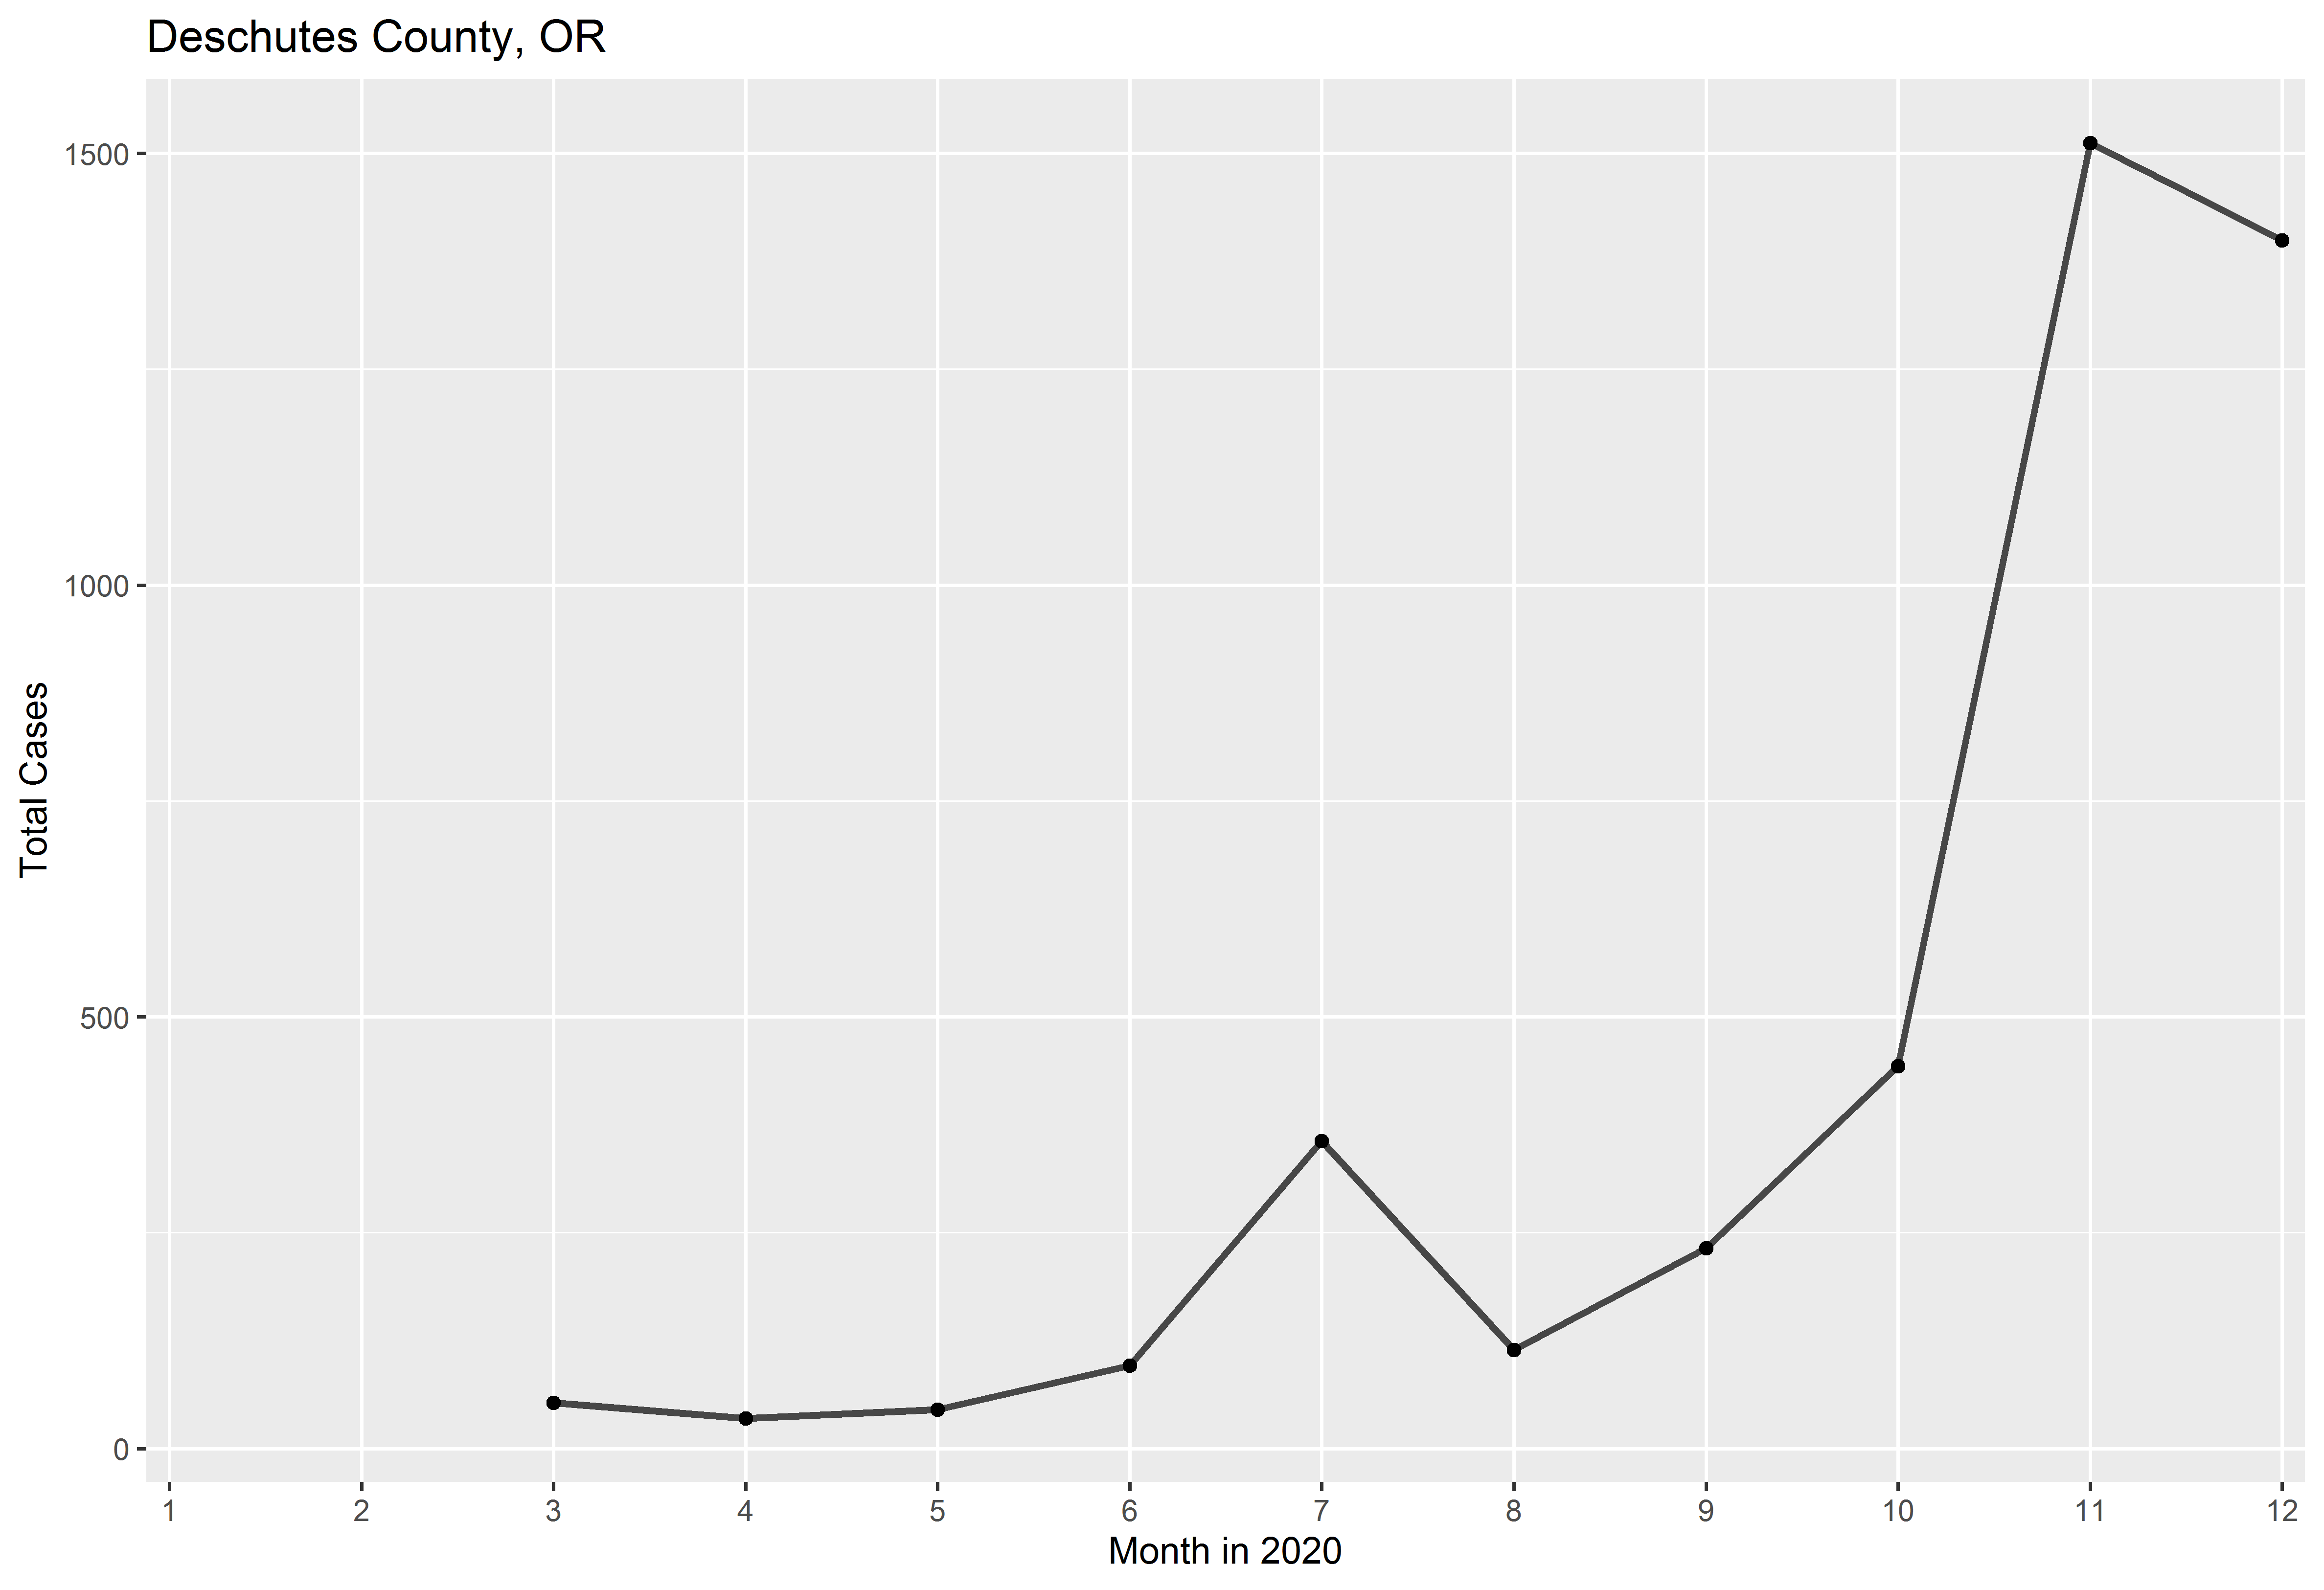 Deschutes County, OR
Total Cases
1500
1000
500
0
1 2 3 4 5 6 7 8 9 10 11 12
Month in 2020